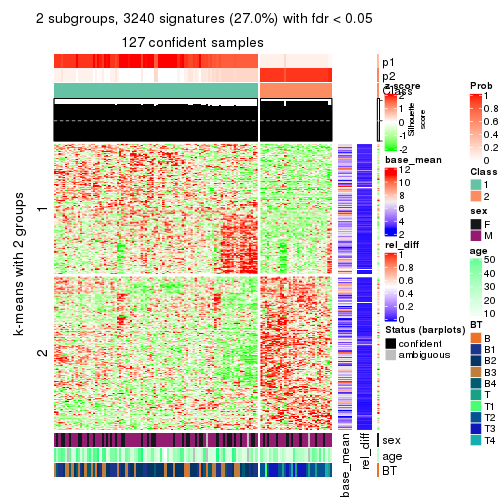 2 subgroups, 3240 signatures (27.0%) with fdr < 0.05
127 confident samples
p1
p2
Class
Silhouette
score
k-means with 2 groups
1
2
sex
age
BT
base_mean
rel_diff
z-score
2
1
0
-1
-2
base_mean
12
10
8
6
4
2
rel_diff
1
0.8
0.6
0.4
0.2
0
Status (barplots)
confident
ambiguous
Prob
1
0.8
0.6
0.4
0.2
0
Class
1
2
sex
F
M
age
50
40
30
20
10
BT
B
B1
B2
B3
B4
T
T1
T2
T3
T4